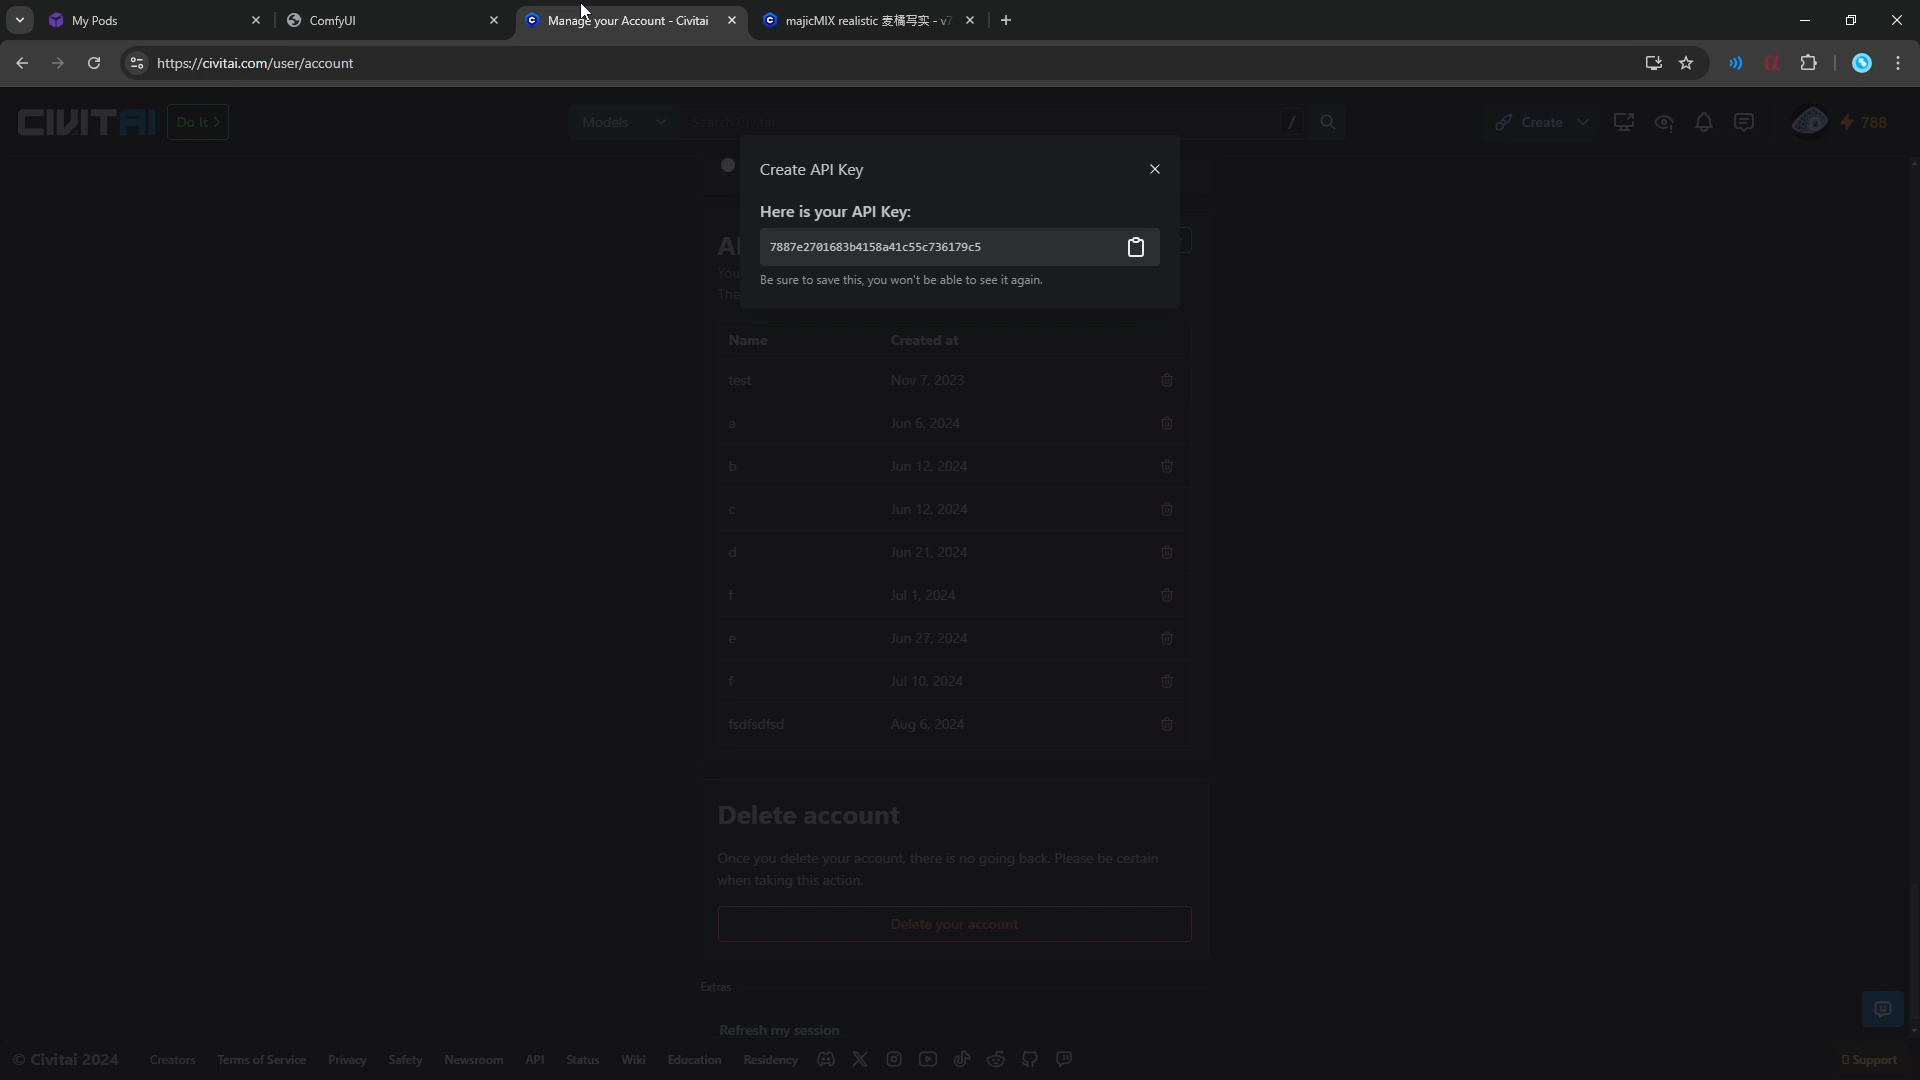 My Pods
ComfyUI
Manage your Account - Civitai
majicMIX realistic 麦橘写实 - v7
https://civitai.com/user/account
CIVITAI
Do It >
Models
Search Civitai
/
Create
788
Create API Key
Here is your API Key:
7887e2701683b4158a41c55c736179c5
Be sure to save this, you won't be able to see it again.
Name
Created at
test
Nov 7, 2023
a
Jun 6, 2024
b
Jun 12, 2024
c
Jun 12, 2024
d
Jun 21, 2024
f
Jul 1, 2024
e
Jun 27, 2024
f
Jul 10, 2024
fsdfsdfsd
Aug 6, 2024
Delete account
Once you delete your account, there is no going back. Please be certain
when taking this action.
Delete your account
Extras
Refresh my session
© Civitai 2024
Creators
Terms of Service
Privacy
Safety
Newsroom
API
Status
Wiki
Education
Residency
Support